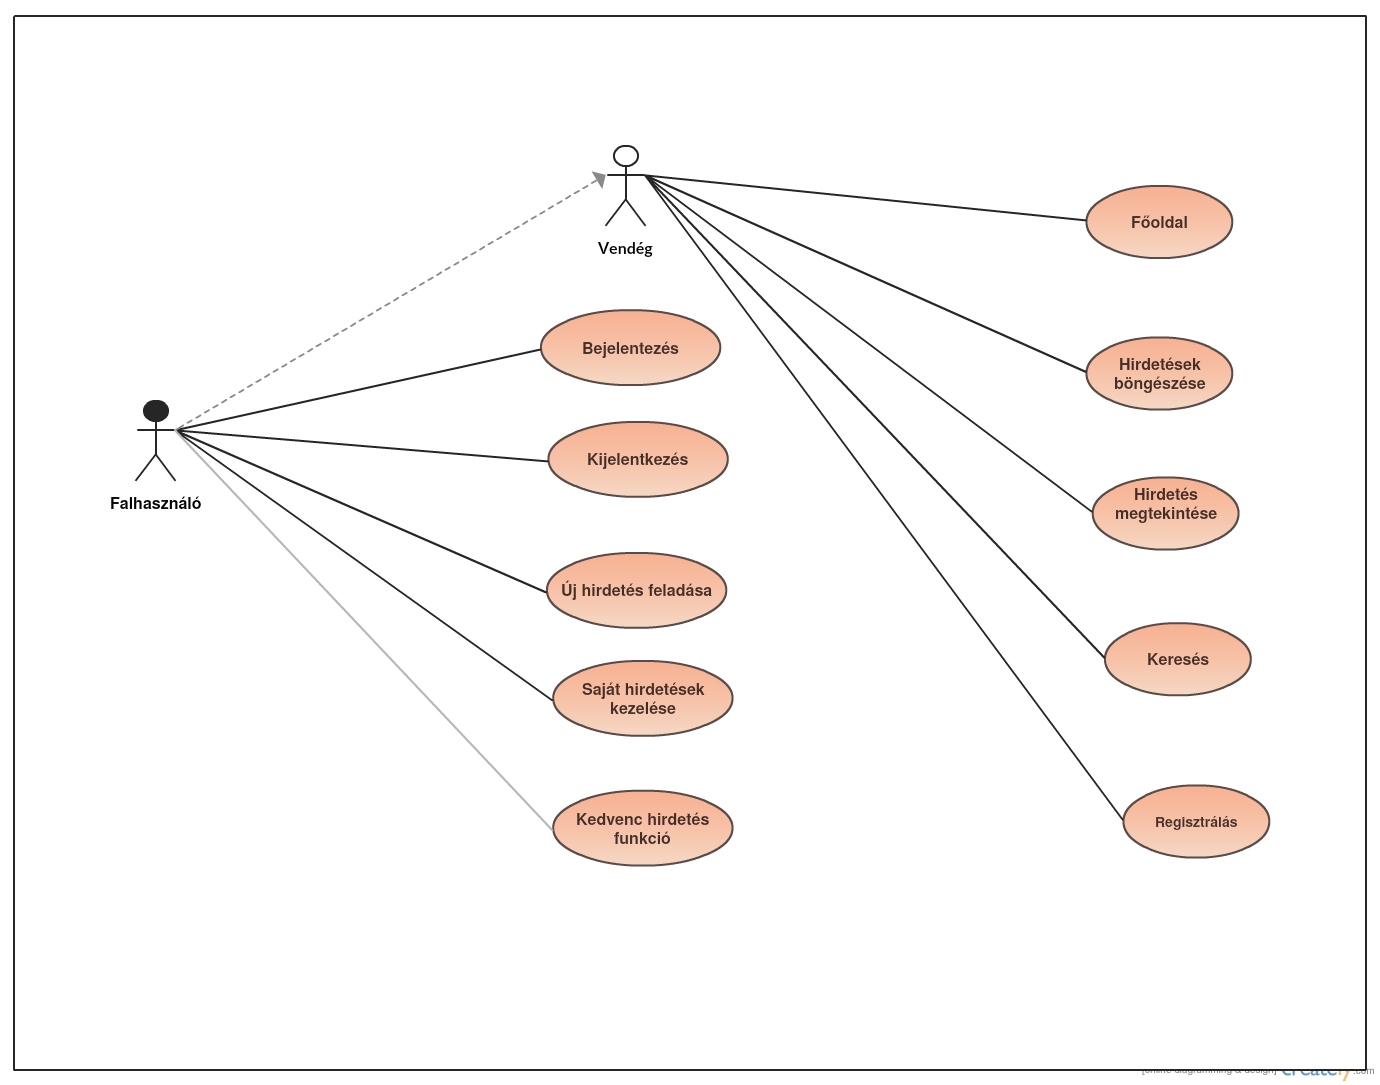 Vendég
Főoldal
Bejelentezés
Hirdetések
böngészése
Kijelentkezés
Falhasználó
Hirdetés
megtekintése
Új hirdetés feladása
Keresés
Saját hirdetések
kezelése
Kedvenc hirdetés
funkció
Regisztrálás
[online diagramming & design] creately.com